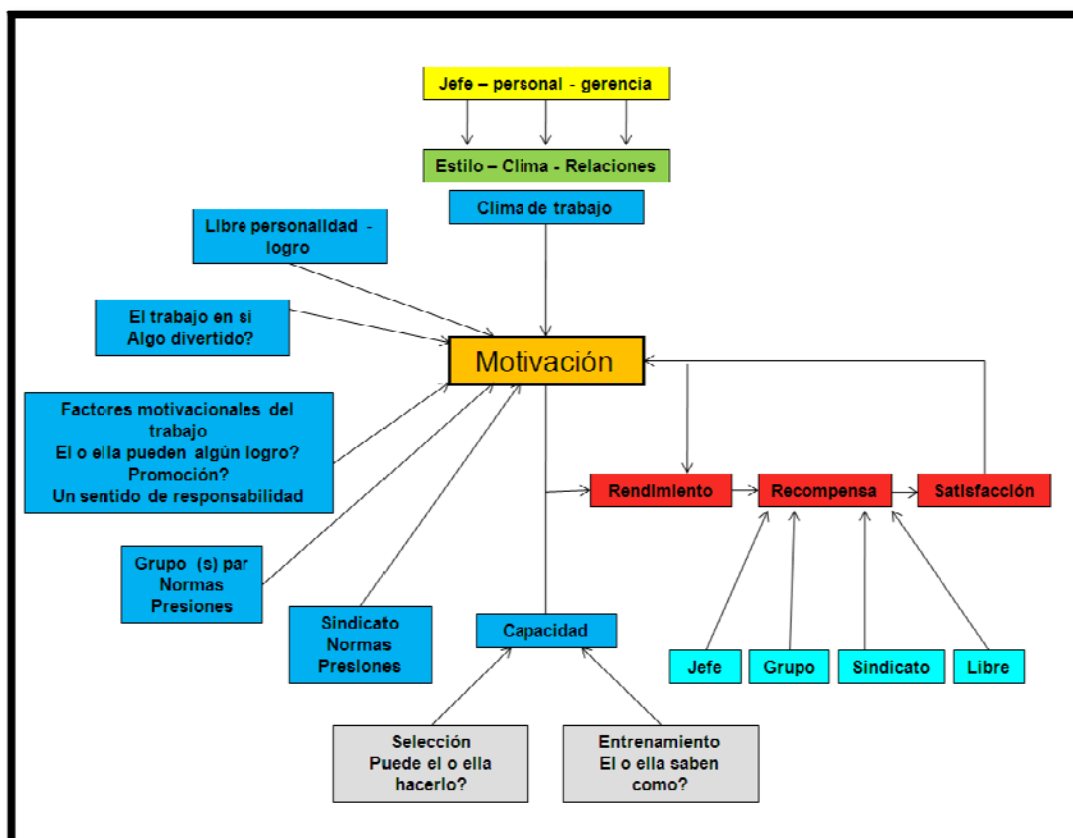 Jefe – personal - gerencia
Estilo – Clima - Relaciones
Clima de trabajo
Libre personalidad -
logro
El trabajo en si
Algo divertido?
Motivación
Factores motivacionales del
trabajo
El o ella pueden algún logro?
Promoción?
Un sentido de responsabilidad
Rendimiento
Recompensa
Satisfacción
Grupo (s) par
Normas
Presiones
Sindicato
Normas
Presiones
Capacidad
Jefe
Grupo
Sindicato
Libre
Selección
Puede el o ella
hacerlo?
Entrenamiento
El o ella saben
como?